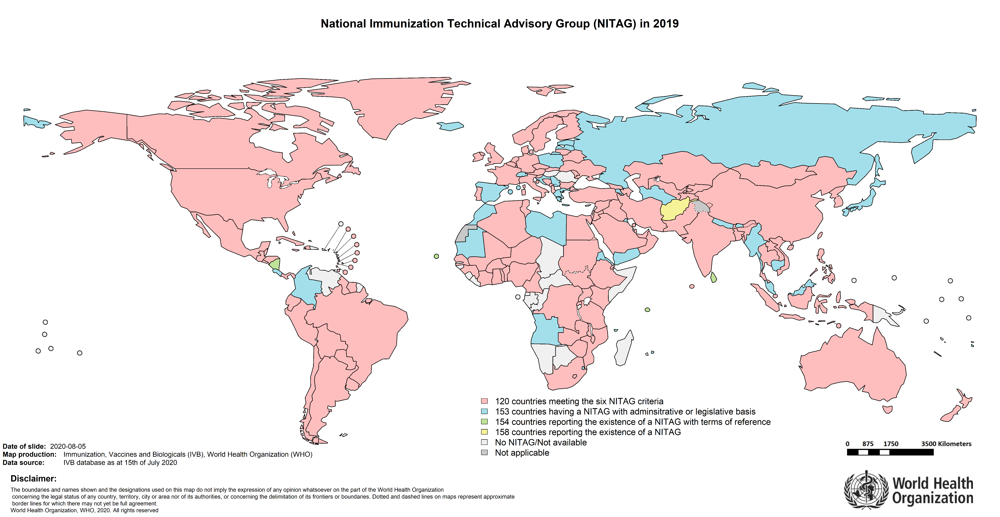 National Immunization Technical Advisory Group (NITAG) in 2019
120 countries meeting the six NITAG criteria
153 countries having a NITAG with adminsitrative or legislative basis
154 countries reporting the existence of a NITAG with terms of reference
158 countries reporting the existence of a NITAG
No NITAG/Not available
Not applicable
0 875 1750 3500 Kilometers
Date of slide: 2020-08-05
Map production: Immunization, Vaccines and Biologicals (IVB), World Health Organization (WHO)
Data source: IVB database as at 15th of July 2020
Disclaimer:
The boundaries and names shown and the designations used on this map do not imply the expression of any opinion whatsoever on the part of the World Health Organization
concerning the legal status of any country, territory, city or area nor of its authorities, or concerning the delimitation of its frontiers or boundaries. Dotted and dashed lines on maps represent approximate
border lines for which there may not yet be full agreement.
World Health Organization, WHO, 2020. All rights reserved
World Health
Organization